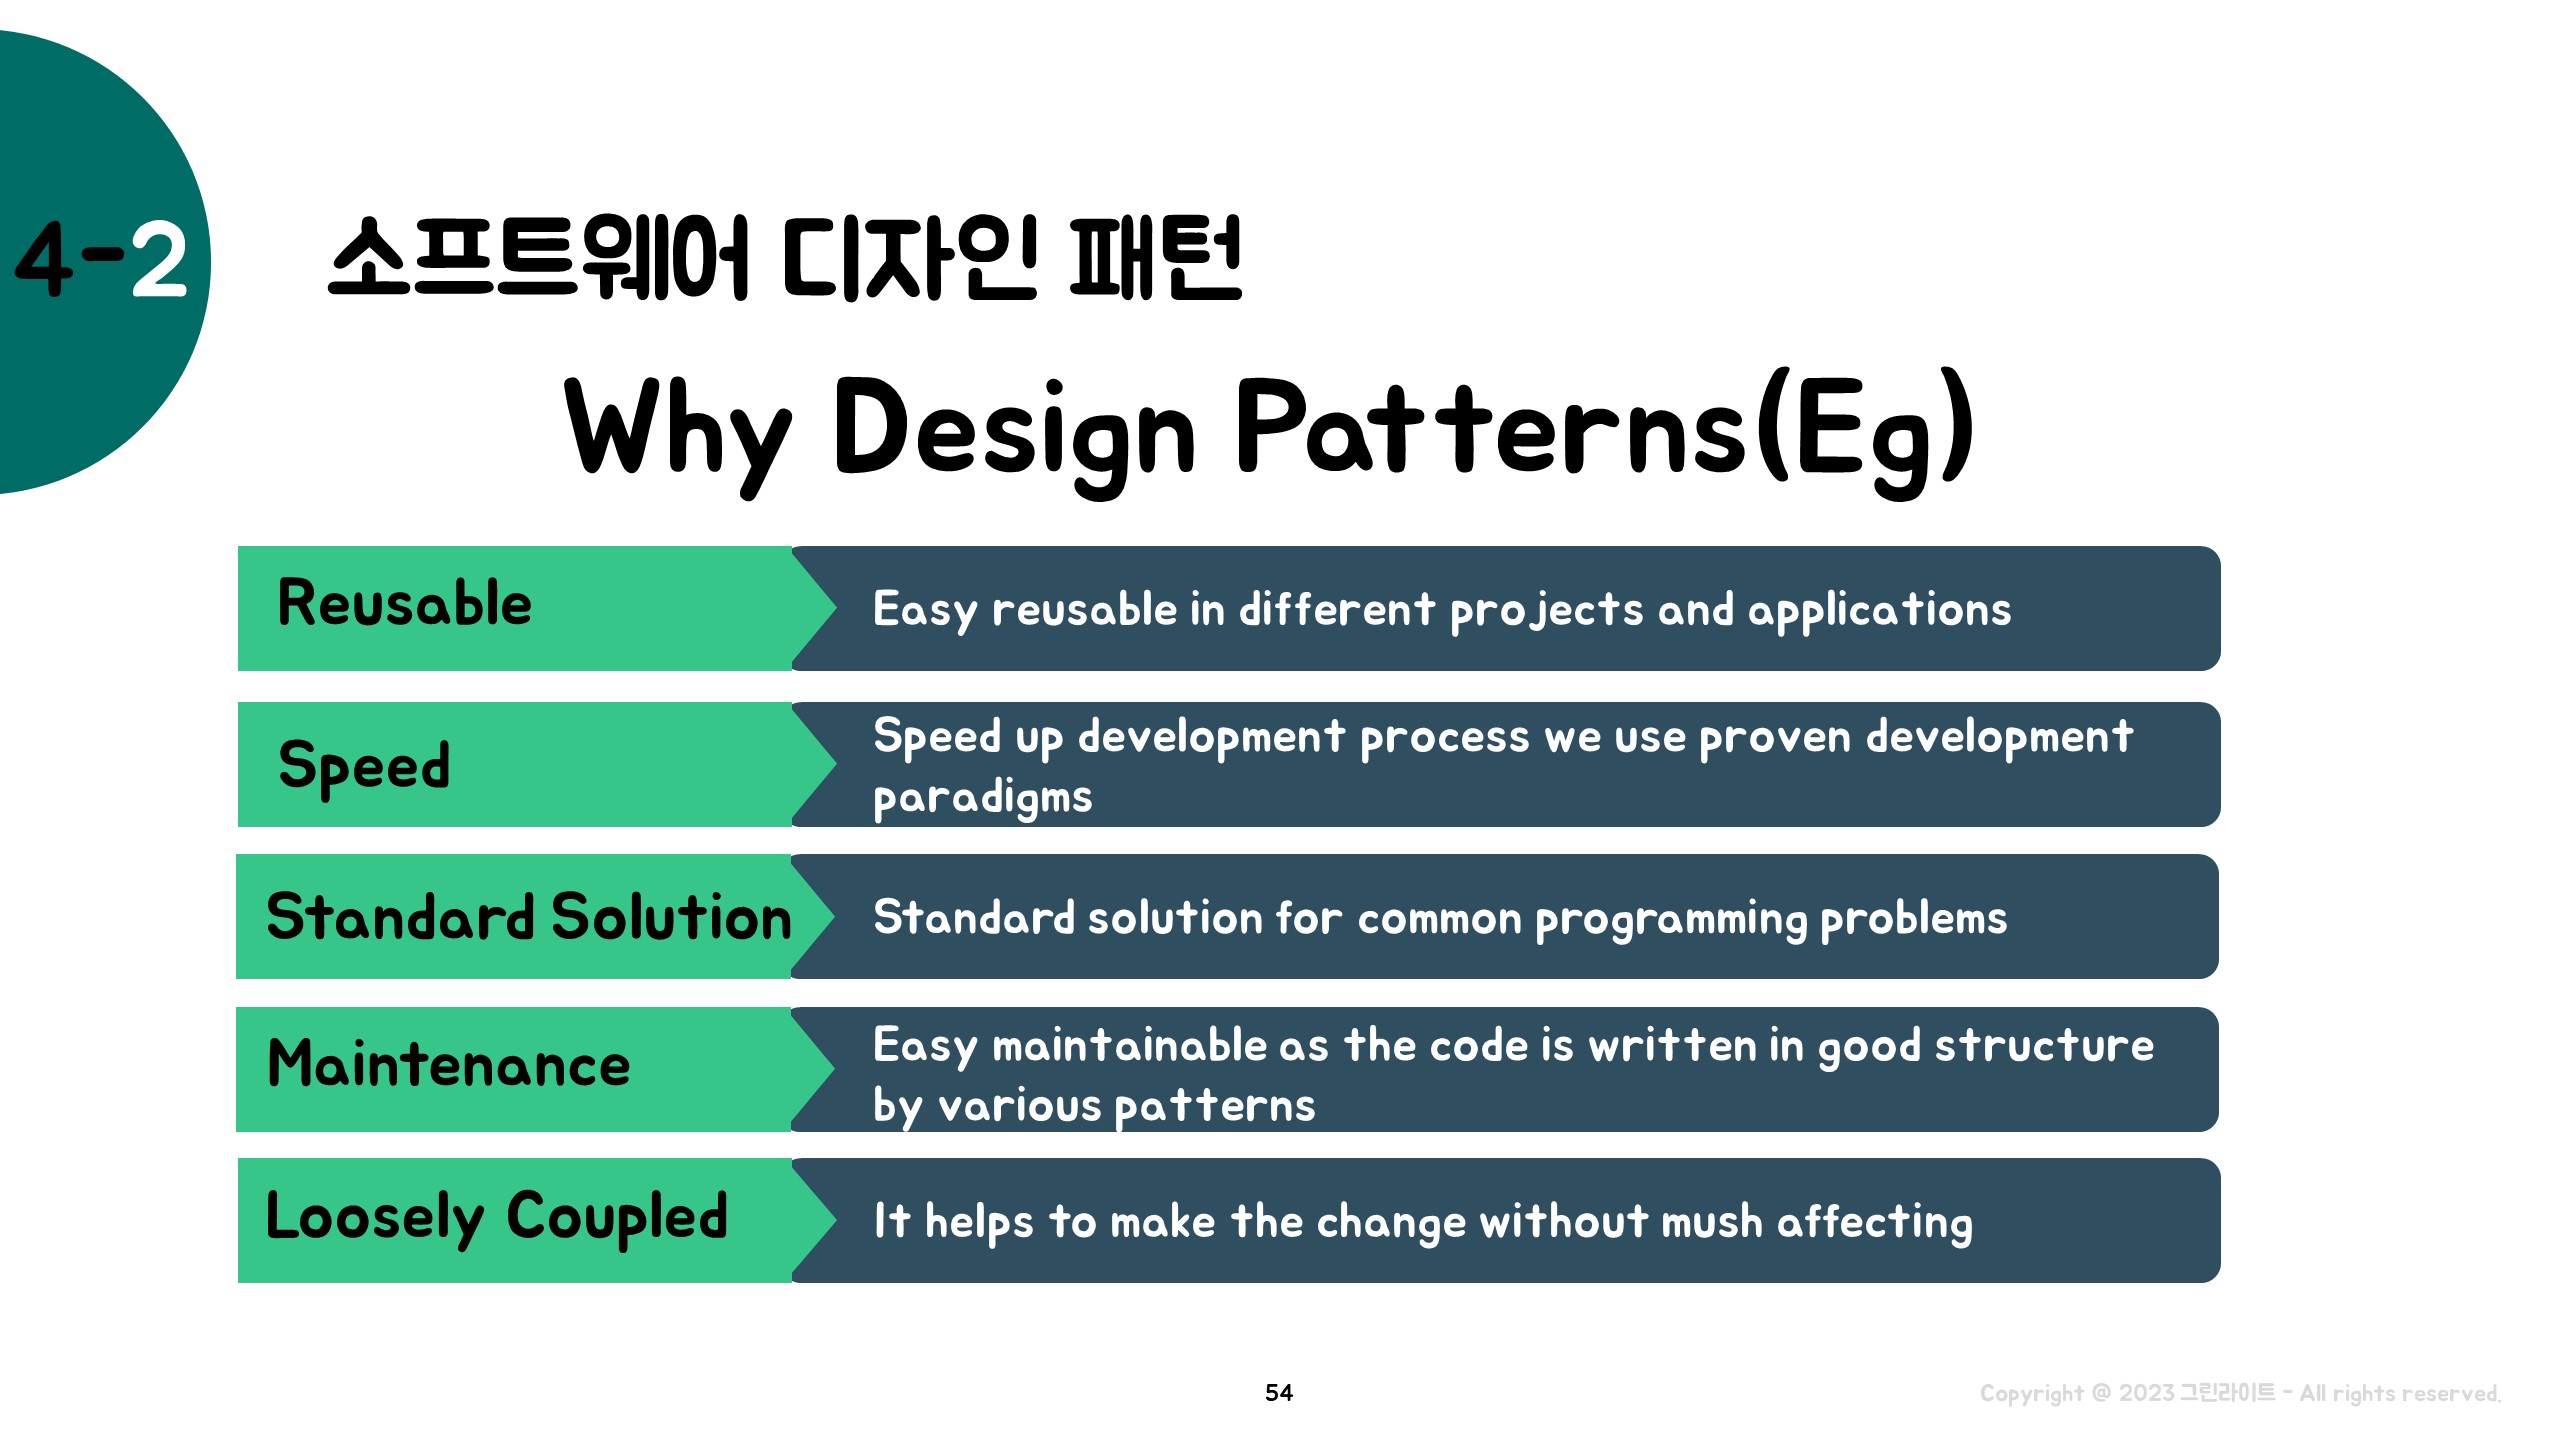 4-2
소프트웨어 디자인 패턴
Why Design Patterns(Eg)
Reusable
Easy reusable in different projects and applications
Speed
Speed up development process we use proven development
paradigms
Standard Solution
Standard solution for common programming problems
Maintenance
Easy maintainable as the code is written in good structure
by various patterns
Loosely Coupled
It helps to make the change without mush affecting
54
Copyright @ 2023 그린라이트 - All rights reserved.